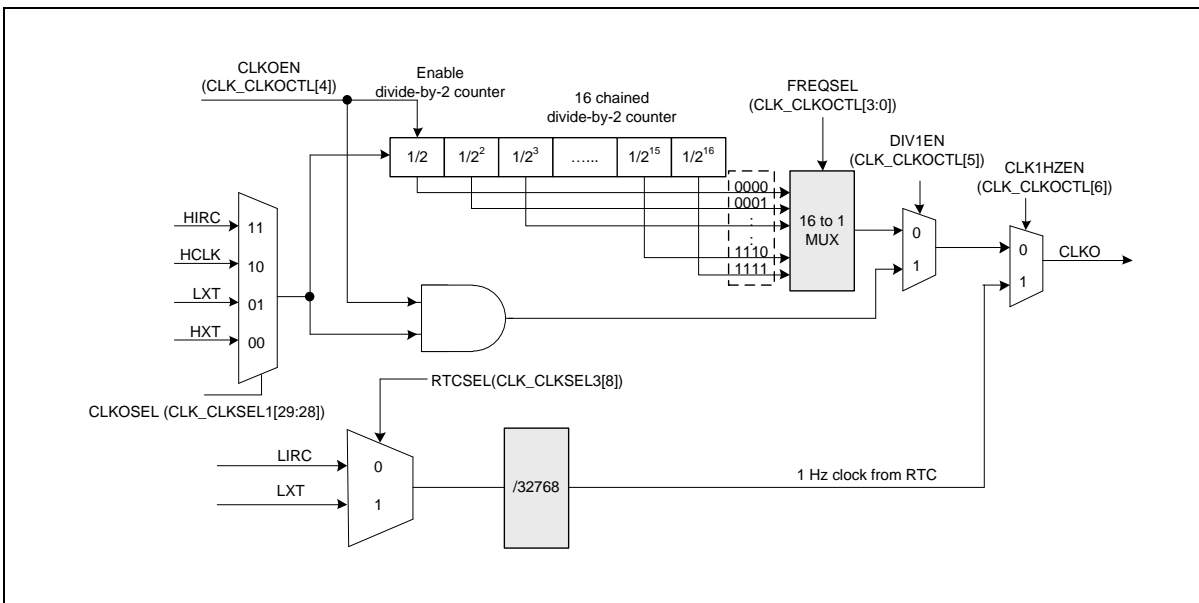 CLKOEN
(CLK_CLKOCTL[4])
Enable
divide-by-2 counter
16 chained
divide-by-2 counter
FREQSEL
(CLK_CLKOCTL[3:0])
DIV1EN
(CLK_CLKOCTL[5])
CLK1HZEN
(CLK_CLKOCTL[6])
1/2
1/2²
1/2³
…...
1/2¹⁵
1/2¹⁶
0000
0001
:
:
1110
1111
16 to 1
MUX
0
1
0
1
CLKO
HIRC
HCLK
LXT
HXT
11
10
01
00
CLKOSEL (CLK_CLKSEL1[29:28])
RTCSEL(CLK_CLKSEL3[8])
LIRC
LXT
0
1
/32768
1 Hz clock from RTC